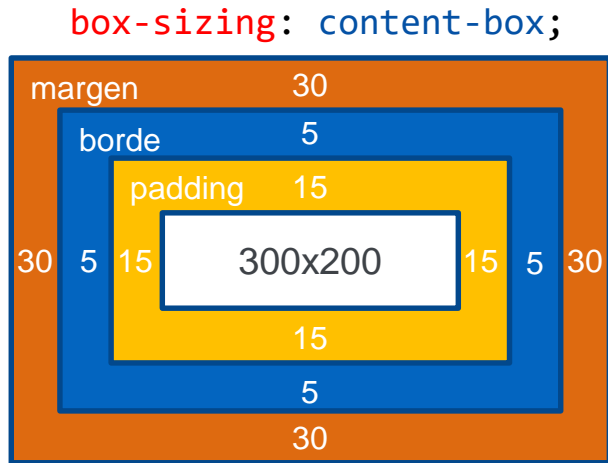 box-sizing: content-box;
margen 30
borde 5
padding 15
30 5 15 300x200 15 5 30
15
5
30